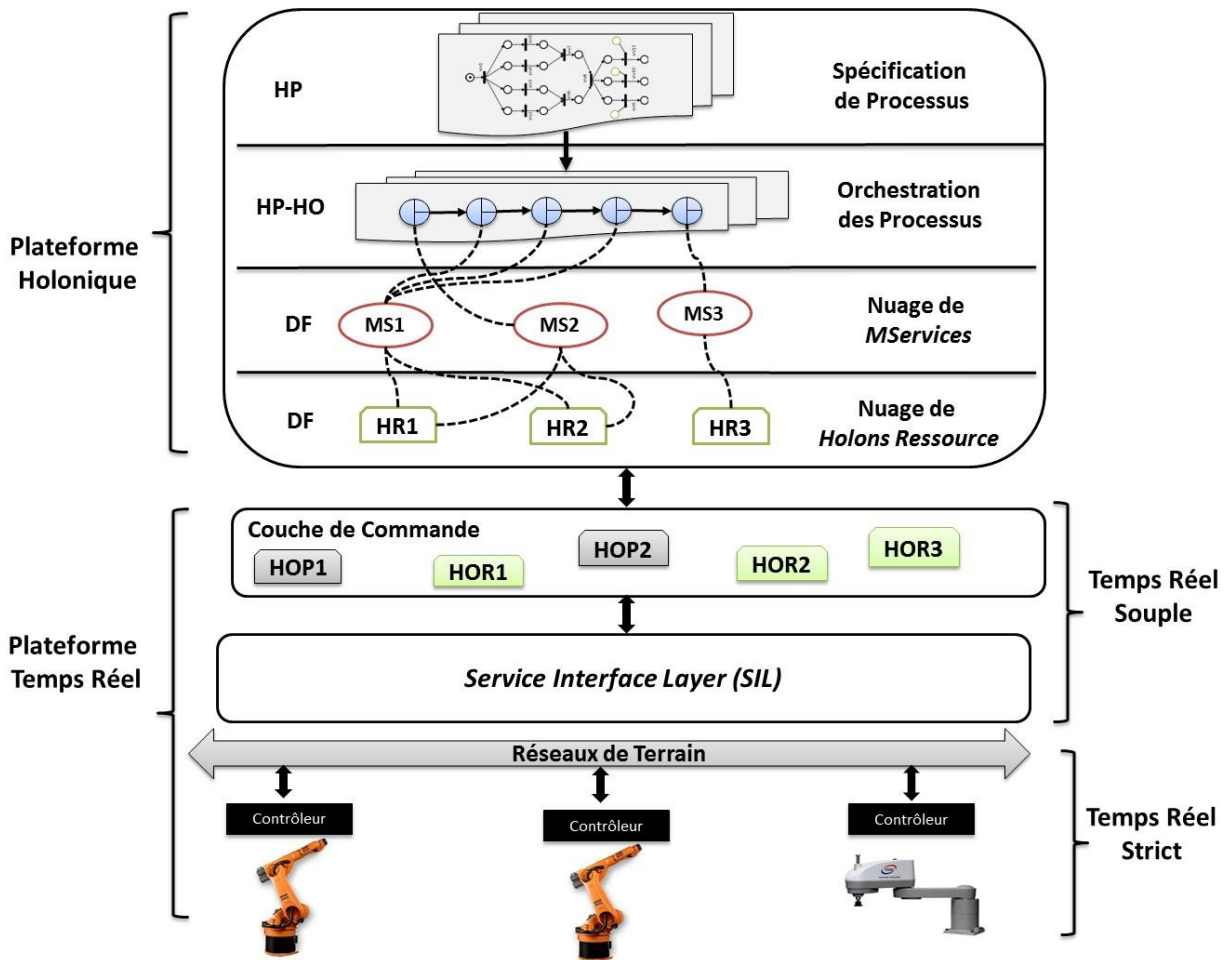 HP
Spécification
de Processus
HP-HO
Orchestration
des Processus
Plateforme
Holonique
DF
MS1
MS2
MS3
Nuage de
MServices
DF
HR1
HR2
HR3
Nuage de
Holons Ressource
Couche de Commande
HOP1
HOR1
HOP2
HOR2
HOR3
Temps Réel
Souple
Plateforme
Temps Réel
Service Interface Layer (SIL)
Réseaux de Terrain
Contrôleur
Contrôleur
Contrôleur
Temps Réel
Strict